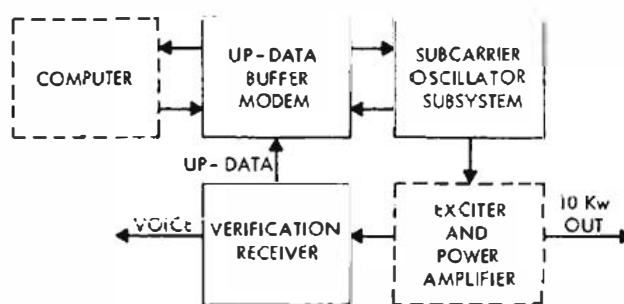 COMPUTER
UP-DATA
BUFFER
MODEM
SUBCARRIER
OSCILLATOR
SUBSYSTEM
UP-DATA
VOICE
VERIFICATION
RECEIVER
EXCITER
AND
POWER
AMPLIFIER
10 Kw
OUT